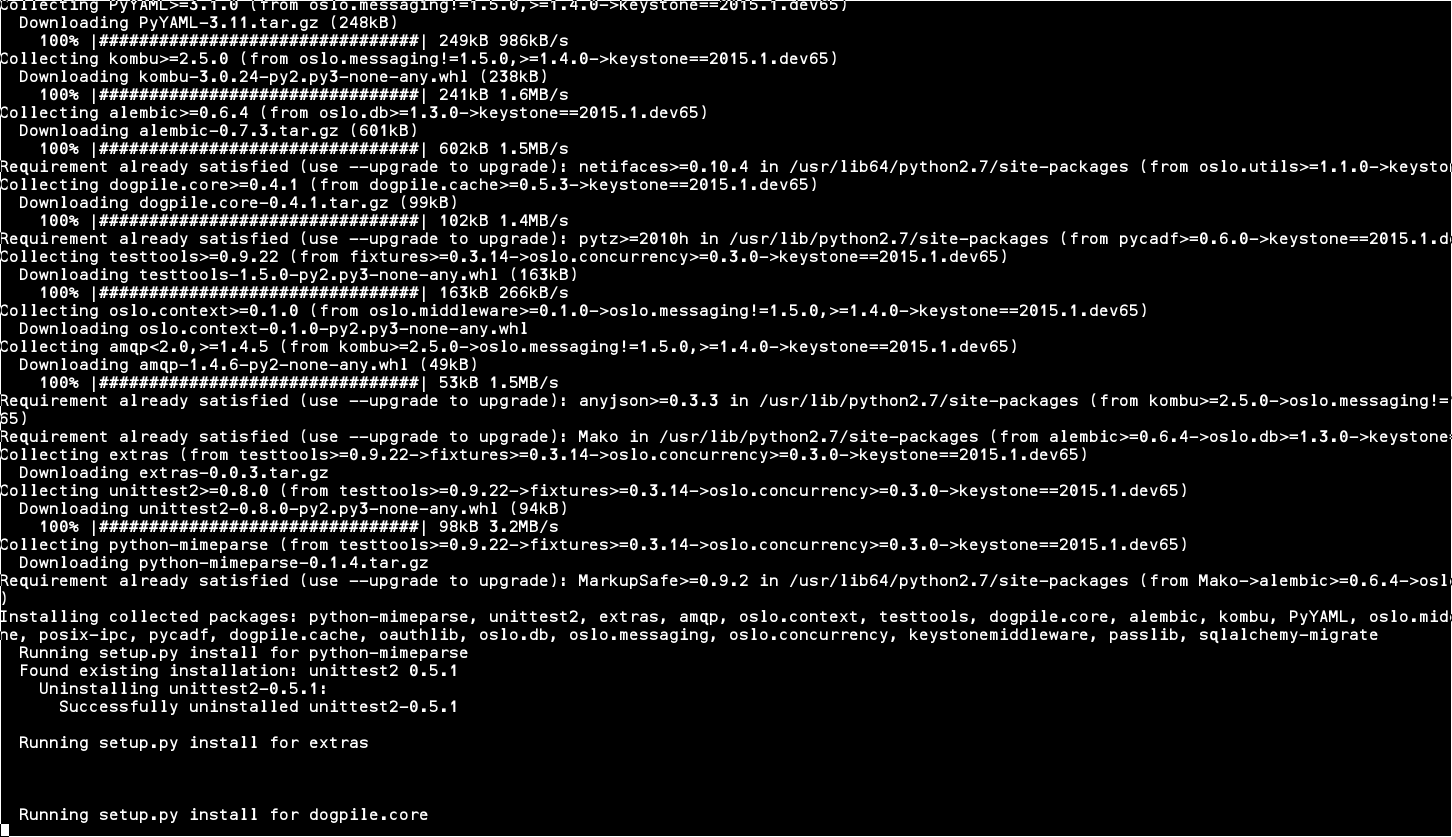 Collecting PyYAML>=3.1.0 (from oslo.messaging!=1.5.0,>=1.4.0->keystone==2015.1.dev65)
Downloading PyYAML-3.11.tar.gz (248kB)
100% |################################| 249kB 986kB/s
Collecting kombu>=2.5.0 (from oslo.messaging!=1.5.0,>=1.4.0->keystone==2015.1.dev65)
Downloading kombu-3.0.24-py2.py3-none-any.whl (238kB)
100% |################################| 241kB 1.6MB/s
Collecting alembic>=0.6.4 (from oslo.db>=1.3.0->keystone==2015.1.dev65)
Downloading alembic-0.7.3.tar.gz (601kB)
100% |################################| 602kB 1.5MB/s
Requirement already satisfied (use --upgrade to upgrade): netifaces>=0.10.4 in /usr/lib64/python2.7/site-packages (from oslo.utils>=1.1.0->keysto
Collecting dogpile.core>=0.4.1 (from dogpile.cache>=0.5.3->keystone==2015.1.dev65)
Downloading dogpile.core-0.4.1.tar.gz (99kB)
100% |################################| 102kB 1.4MB/s
Requirement already satisfied (use --upgrade to upgrade): pytz>=2010h in /usr/lib/python2.7/site-packages (from pycadf>=0.6.0->keystone==2015.1.d
Collecting testtools>=0.9.22 (from fixtures>=0.3.14->oslo.concurrency>=0.3.0->keystone==2015.1.dev65)
Downloading testtools-1.5.0-py2.py3-none-any.whl (163kB)
100% |################################| 163kB 266kB/s
Collecting oslo.context>=0.1.0 (from oslo.middleware>=0.1.0->oslo.messaging!=1.5.0,>=1.4.0->keystone==2015.1.dev65)
Downloading oslo.context-0.1.0-py2.py3-none-any.whl
Collecting amqp<2.0,>=1.4.5 (from kombu>=2.5.0->oslo.messaging!=1.5.0,>=1.4.0->keystone==2015.1.dev65)
Downloading amqp-1.4.6-py2-none-any.whl (49kB)
100% |################################| 53kB 1.5MB/s
Requirement already satisfied (use --upgrade to upgrade): anyjson>=0.3.3 in /usr/lib/python2.7/site-packages (from kombu>=2.5.0->oslo.messaging!=
65)
Requirement already satisfied (use --upgrade to upgrade): Mako in /usr/lib/python2.7/site-packages (from alembic>=0.6.4->oslo.db>=1.3.0->keystone=
Collecting extras (from testtools>=0.9.22->fixtures>=0.3.14->oslo.concurrency>=0.3.0->keystone==2015.1.dev65)
Downloading extras-0.0.3.tar.gz
Collecting unittest2>=0.8.0 (from testtools>=0.9.22->fixtures>=0.3.14->oslo.concurrency>=0.3.0->keystone==2015.1.dev65)
Downloading unittest2-0.8.0-py2.py3-none-any.whl (94kB)
100% |################################| 98kB 3.2MB/s
Collecting python-mimeparse (from testtools>=0.9.22->fixtures>=0.3.14->oslo.concurrency>=0.3.0->keystone==2015.1.dev65)
Downloading python-mimeparse-0.1.4.tar.gz
Requirement already satisfied (use --upgrade to upgrade): MarkupSafe>=0.9.2 in /usr/lib64/python2.7/site-packages (from Mako->alembic>=0.6.4->osl
)
Installing collected packages: python-mimeparse, unittest2, extras, amqp, oslo.context, testtools, dogpile.core, alembic, kombu, PyYAML, oslo.mid
ne, posix-ipc, pycadf, dogpile.cache, oauthlib, oslo.db, oslo.messaging, oslo.concurrency, keystonemiddleware, passlib, sqlalchemy-migrate
Running setup.py install for python-mimeparse
Found existing installation: unittest2 0.5.1
Uninstalling unittest2-0.5.1:
Successfully uninstalled unittest2-0.5.1
Running setup.py install for extras
Running setup.py install for dogpile.core